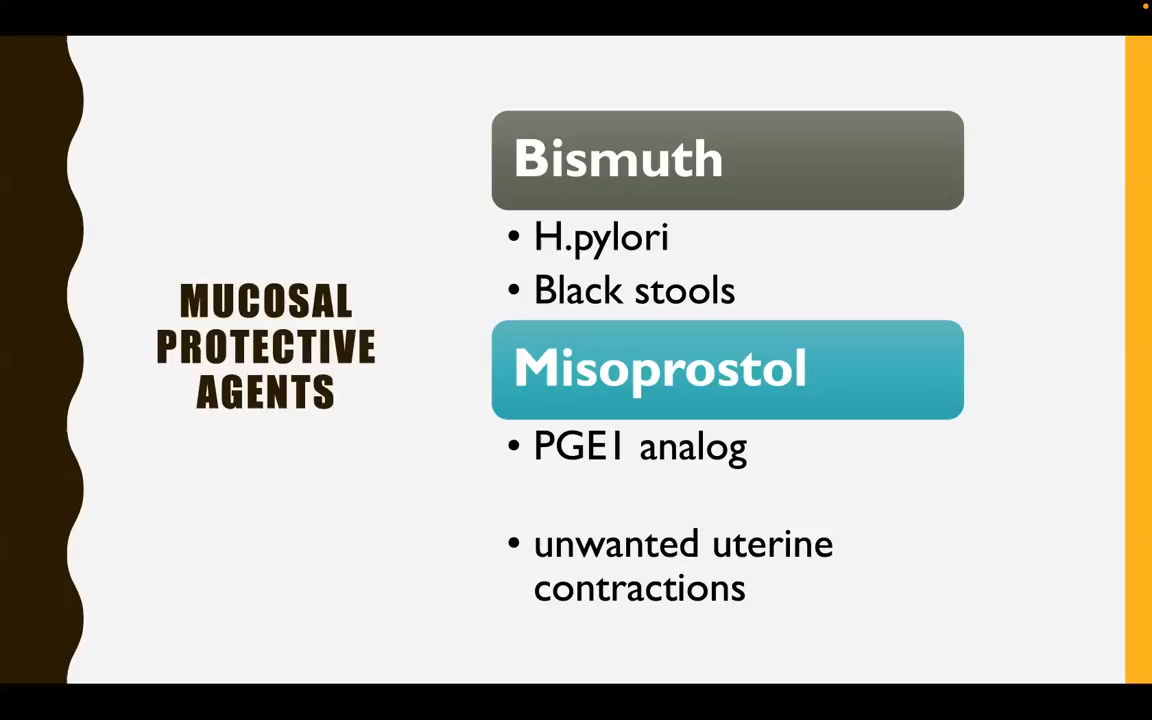 MUCOSAL
PROTECTIVE
AGENTS
Bismuth
• H.pylori
• Black stools
Misoprostol
• PGE1 analog
• unwanted uterine
contractions